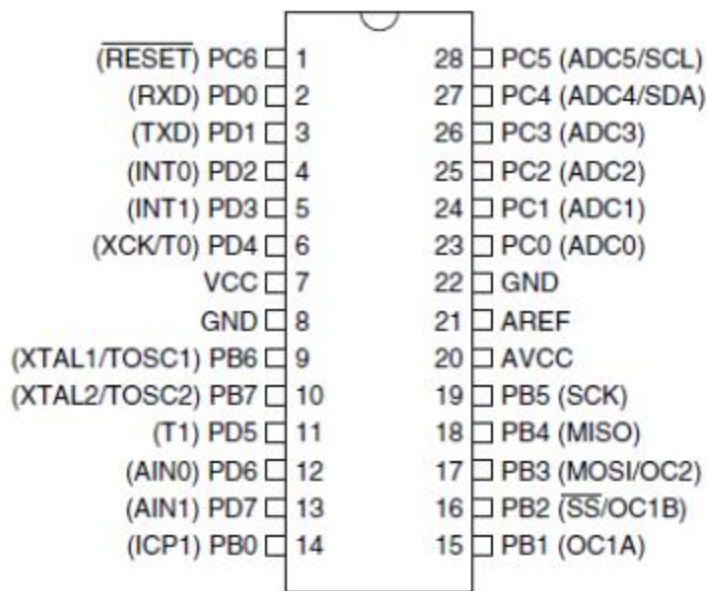 (RESET) PC6 1 28 PC5 (ADC5/SCL)
(RXD) PD0 2 27 PC4 (ADC4/SDA)
(TXD) PD1 3 26 PC3 (ADC3)
(INT0) PD2 4 25 PC2 (ADC2)
(INT1) PD3 5 24 PC1 (ADC1)
(XCK/T0) PD4 6 23 PC0 (ADC0)
VCC 7 22 GND
GND 8 21 AREF
(XTAL1/TOSC1) PB6 9 20 AVCC
(XTAL2/TOSC2) PB7 10 19 PB5 (SCK)
(T1) PD5 11 18 PB4 (MISO)
(AIN0) PD6 12 17 PB3 (MOSI/OC2)
(AIN1) PD7 13 16 PB2 (SS/OC1B)
(ICP1) PB0 14 15 PB1 (OC1A)